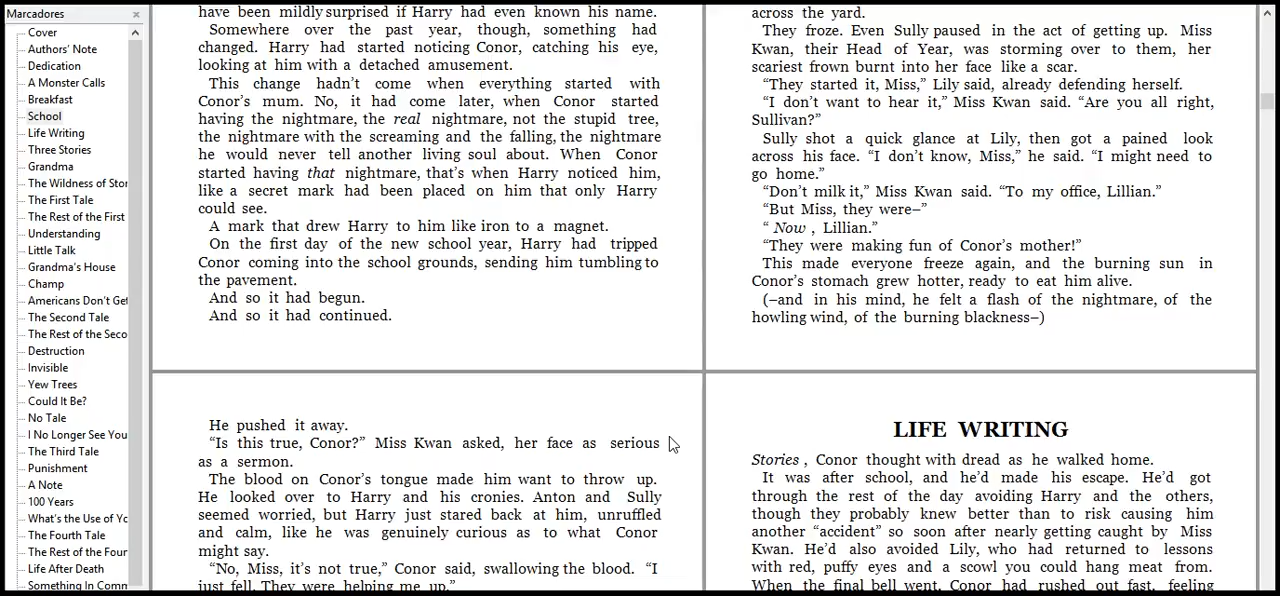 Marcadores
Cover
Authors' Note
Dedication
A Monster Calls
Breakfast
School
Life Writing
Three Stories
Grandma
The Wildness of Stor
The First Tale
The Rest of the First
Understanding
Little Talk
Grandma's House
Champ
Americans Don't Get
The Second Tale
The Rest of the Seco
Destruction
Invisible
Yew Trees
Could It Be?
No Tale
I No Longer See You
The Third Tale
Punishment
A Note
100 Years
What's the Use of Yo
The Fourth Tale
The Rest of the Four
Life After Death
Something In Comm
have been mildly surprised if Harry had even known his name.
Somewhere over the past year, though, something had
changed. Harry had started noticing Conor, catching his eye,
looking at him with a detached amusement.
This change hadn't come when everything started with
Conor's mum. No, it had come later, when Conor started
having the nightmare, the real nightmare, not the stupid tree,
the nightmare with the screaming and the falling, the nightmare
he would never tell another living soul about. When Conor
started having that nightmare, that's when Harry noticed him,
like a secret mark had been placed on him that only Harry
could see.
A mark that drew Harry to him like iron to a magnet.
On the first day of the new school year, Harry had tripped
Conor coming into the school grounds, sending him tumbling to
the pavement.
And so it had begun.
And so it had continued.
across the yard.
They froze. Even Sully paused in the act of getting up. Miss
Kwan, their Head of Year, was storming over to them, her
scariest frown burnt into her face like a scar.
“They started it, Miss,” Lily said, already defending herself.
“I don't want to hear it,” Miss Kwan said. “Are you all right,
Sullivan?”
Sully shot a quick glance at Lily, then got a pained look
across his face. “I don't know, Miss,” he said. “I might need to
go home.”
“Don't milk it,” Miss Kwan said. “To my office, Lillian.”
“But Miss, they were–”
“ Now , Lillian.”
“They were making fun of Conor's mother!”
This made everyone freeze again, and the burning sun in
Conor's stomach grew hotter, ready to eat him alive.
(–and in his mind, he felt a flash of the nightmare, of the
howling wind, of the burning blackness–)
He pushed it away.
“Is this true, Conor?” Miss Kwan asked, her face as serious
as a sermon.
The blood on Conor's tongue made him want to throw up.
He looked over to Harry and his cronies. Anton and Sully
seemed worried, but Harry just stared back at him, unruffled
and calm, like he was genuinely curious as to what Conor
might say.
“No, Miss, it's not true,” Conor said, swallowing the blood. “I
just fell. They were helping me up.”
LIFE WRITING
Stories , Conor thought with dread as he walked home.
It was after school, and he'd made his escape. He'd got
through the rest of the day avoiding Harry and the others,
though they probably knew better than to risk causing him
another “accident” so soon after nearly getting caught by Miss
Kwan. He'd also avoided Lily, who had returned to lessons
with red, puffy eyes and a scowl you could hang meat from.
When the final bell went, Conor had rushed out fast, feeling